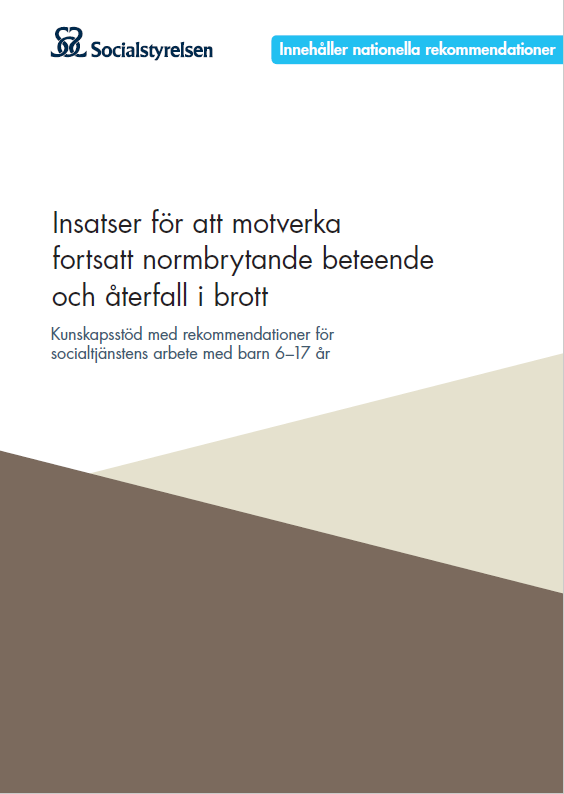 Socialstyrelsen
Innehåller nationella rekommendationer
Insatser för att motverka
fortsatt normbrytande beteende
och återfall i brott
Kunskapsstöd med rekommendationer för
socialtjänstens arbete med barn 6–17 år